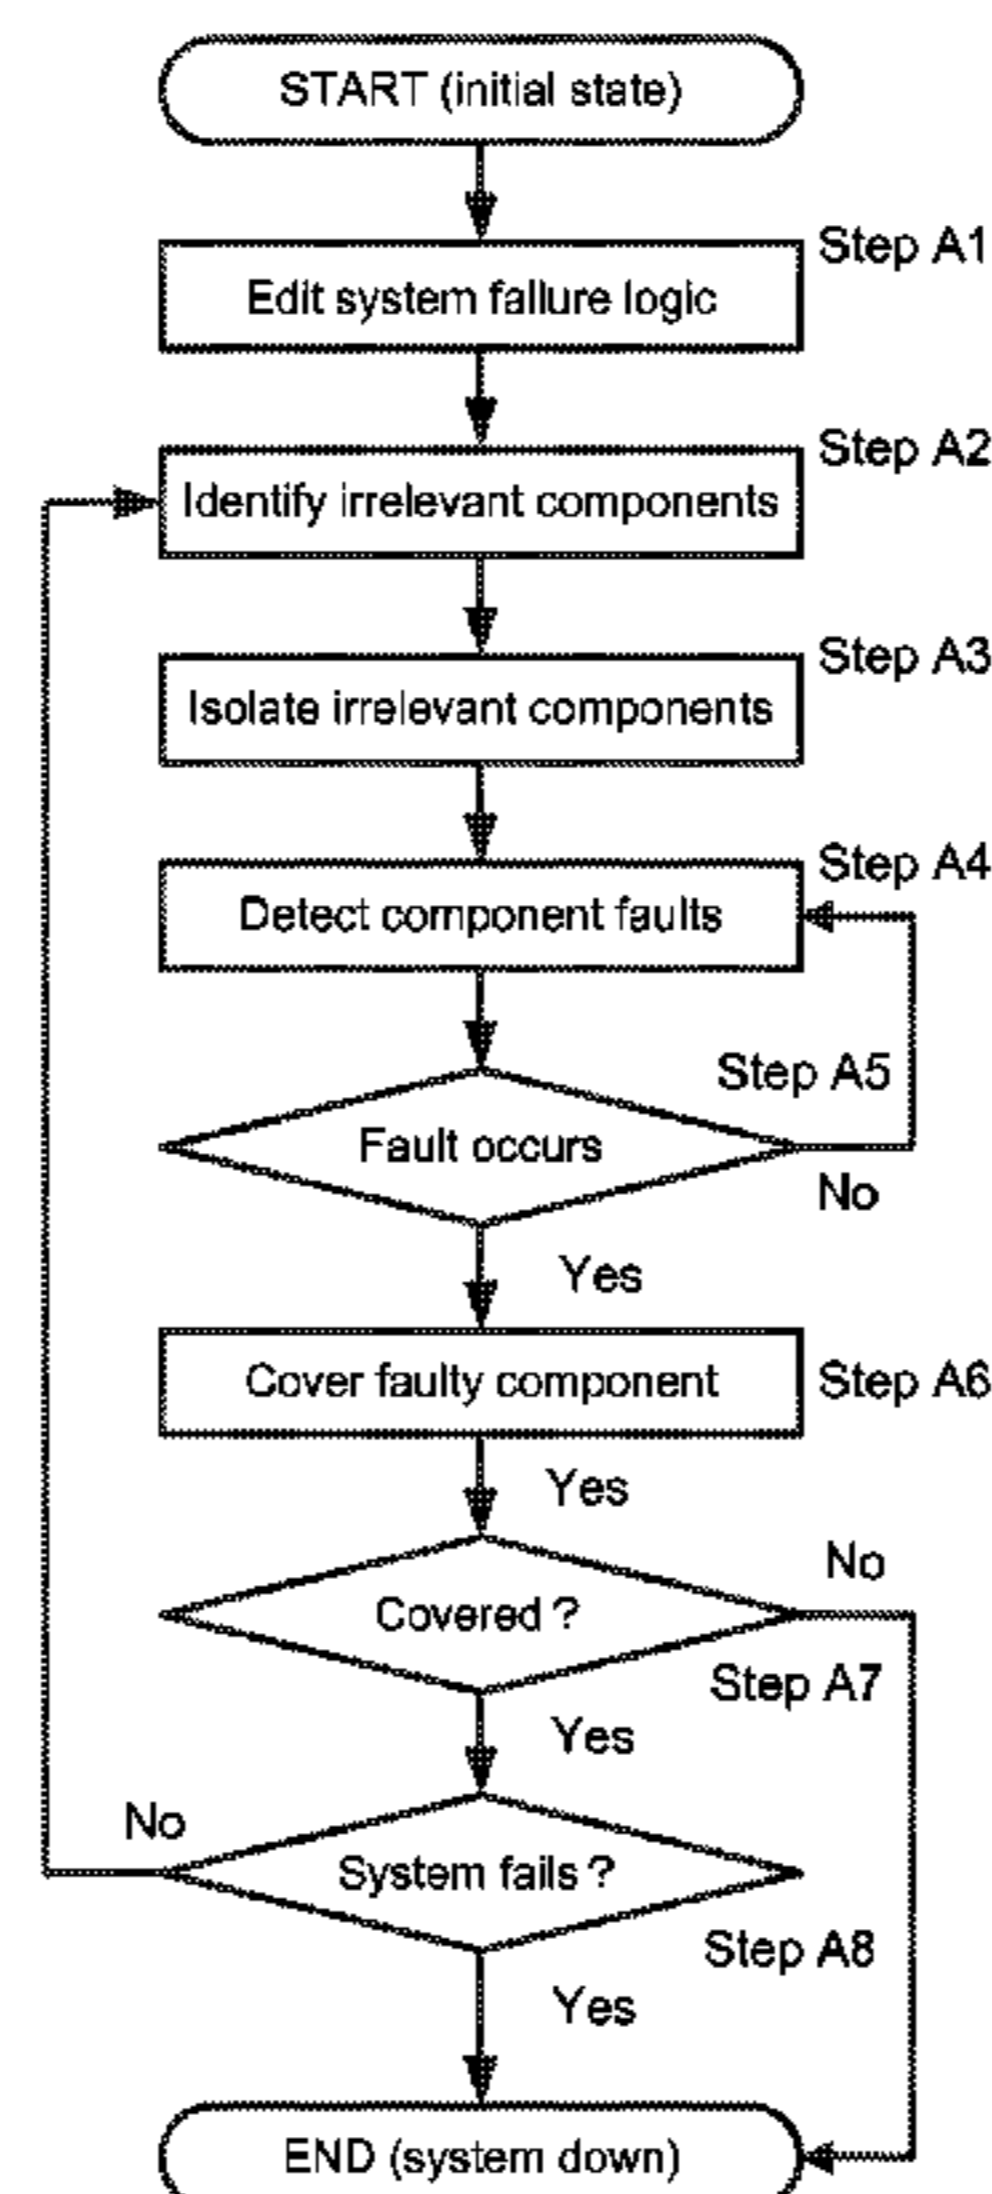 START (initial state)
Step A1
Edit system failure logic
Step A2
Identify irrelevant components
Step A3
Isolate irrelevant components
Step A4
Detect component faults
Step A5
Fault occurs
No
Yes
Cover faulty component
Step A6
Yes
No
Covered ?
Step A7
Yes
No
System fails ?
Step A8
Yes
END (system down)